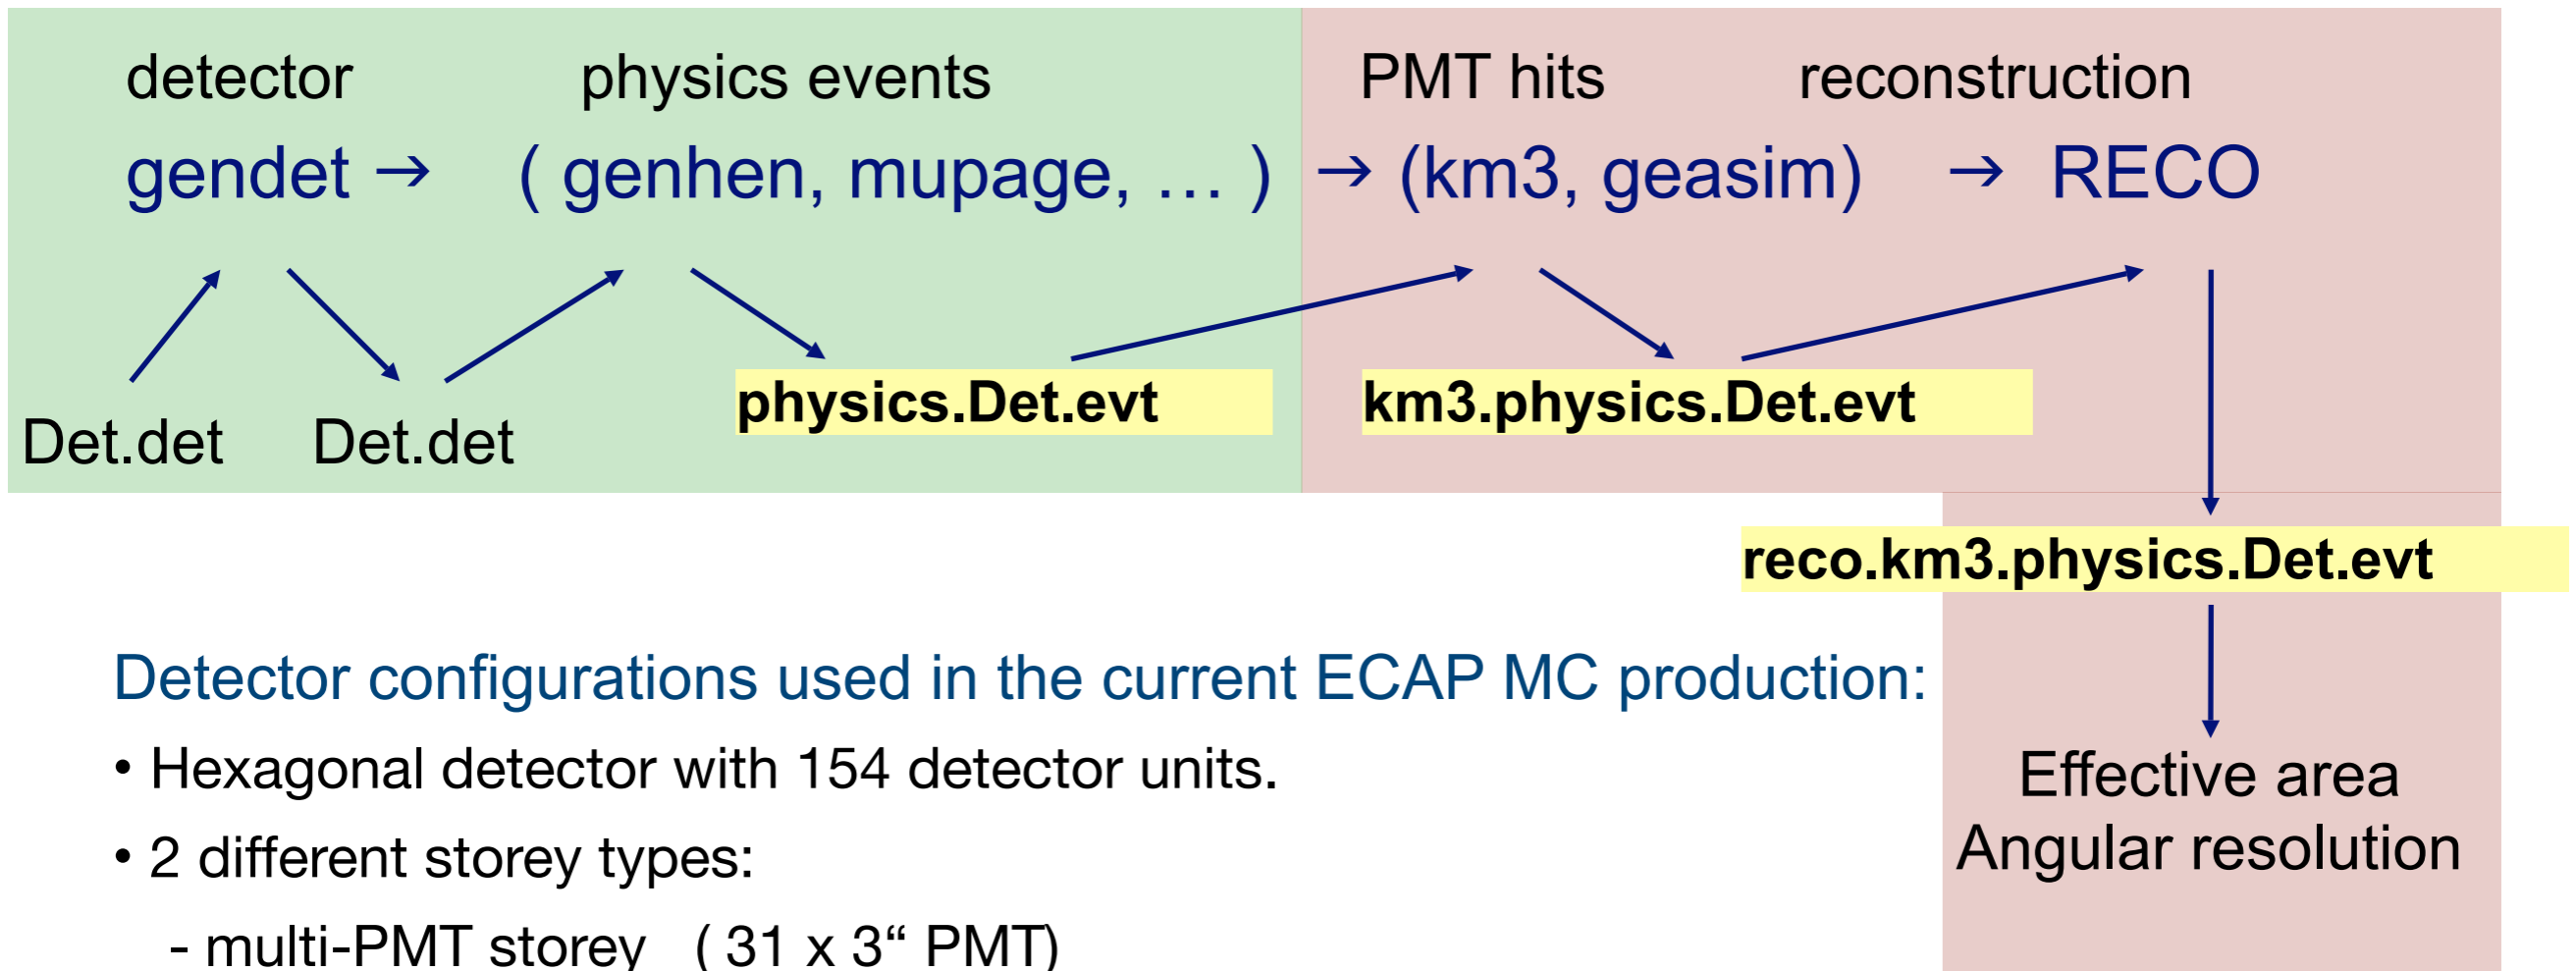 detector physics events PMT hits reconstruction
gendet → ( genhen, mupage, … ) → (km3, geasim) → RECO
physics.Det.evt km3.physics.Det.evt
Det.det Det.det
reco.km3.physics.Det.evt
Detector configurations used in the current ECAP MC production:
• Hexagonal detector with 154 detector units.
Effective area
Angular resolution
• 2 different storey types:
- multi-PMT storey ( 31 x 3“ PMT)